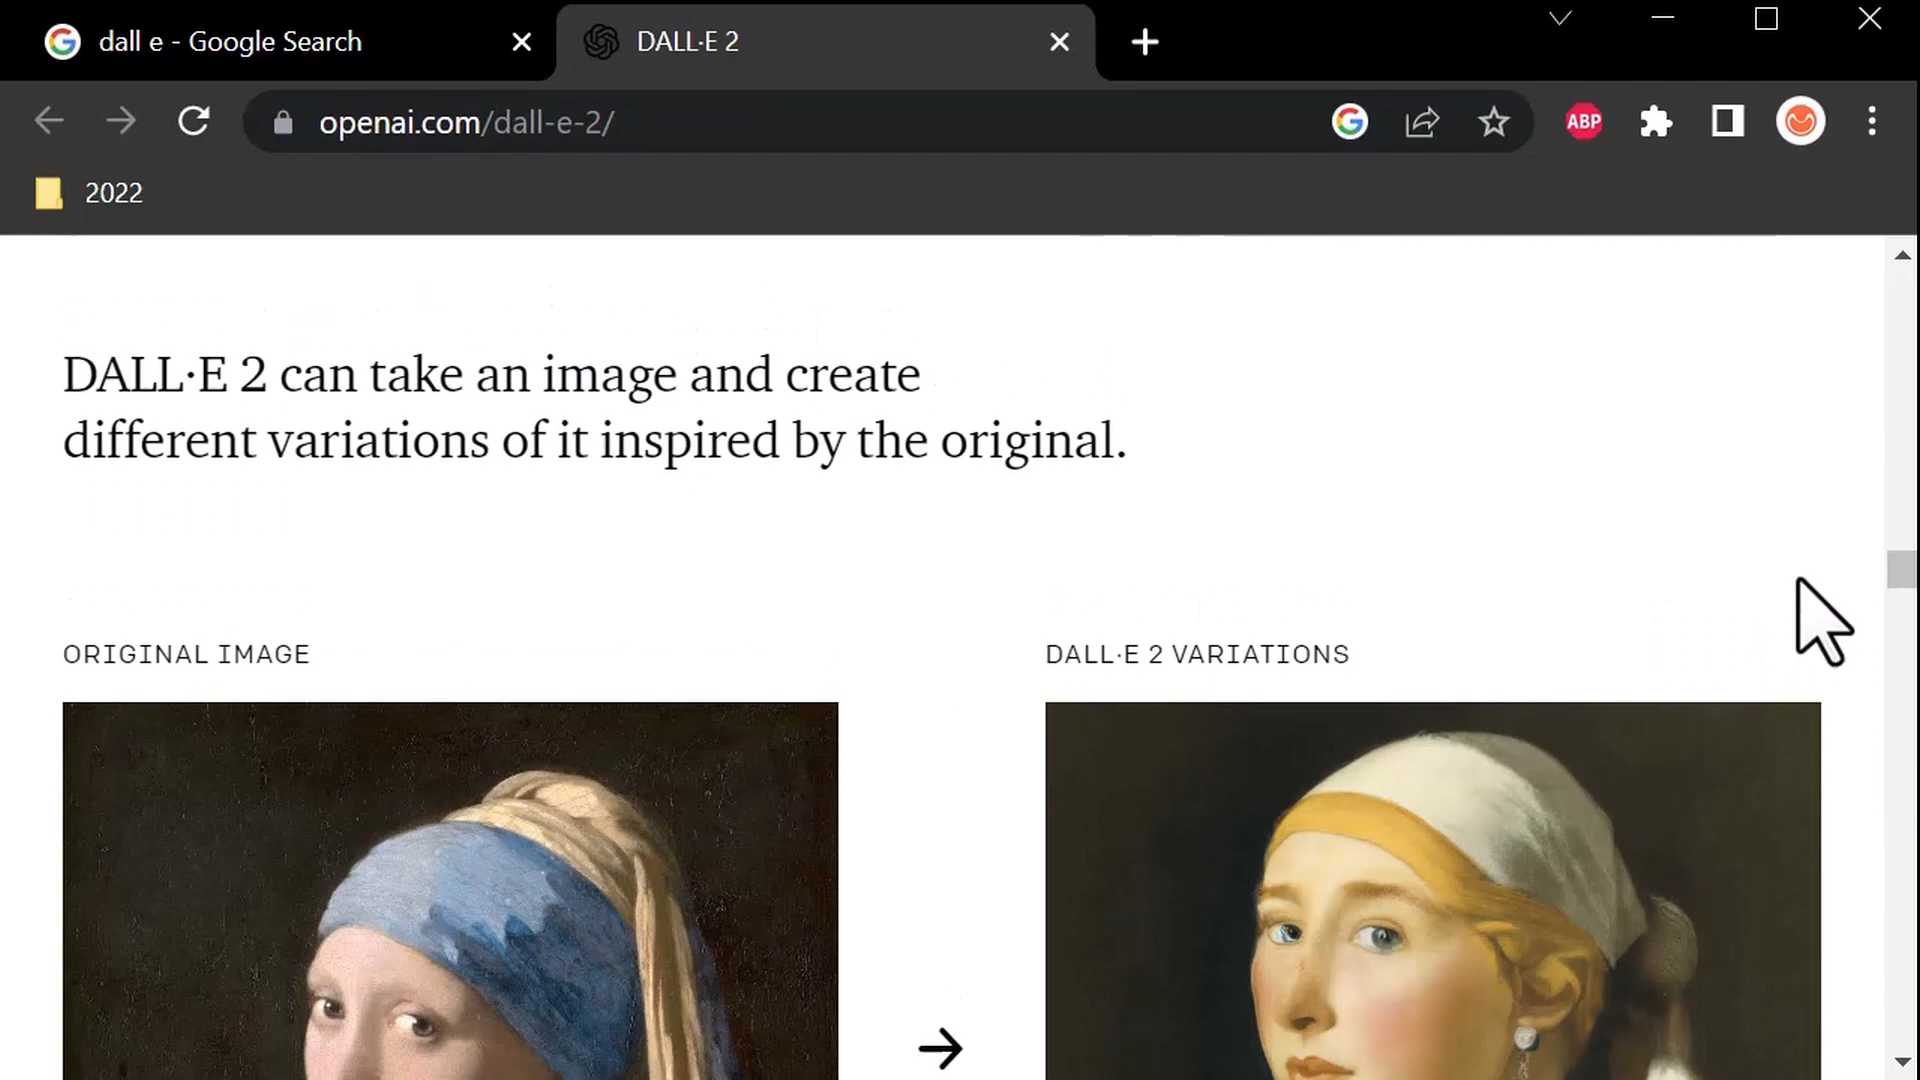 dall e - Google Search
DALL·E 2
openai.com/dall-e-2/
ABP
2022
DALL·E 2 can take an image and create
different variations of it inspired by the original.
ORIGINAL IMAGE
DALL·E 2 VARIATIONS